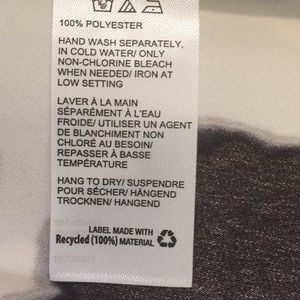 100% POLYESTER
HAND WASH SEPARATELY,
IN COLD WATER/ ONLY
NON-CHLORINE BLEACH
WHEN NEEDED/ IRON AT
LOW SETTING
LAVER À LA MAIN
SÉPARÉMENT À L'EAU
FROIDE/ UTILISER UN AGENT
DE BLANCHIMENT NON
CHLORÉ AU BESOIN/
REPASSER À BASSE
TEMPÉRATURE
HANG TO DRY/ SUSPENDRE
POUR SÉCHER/ HÄNGEND
TROCKNEN/ HANGEND
LABEL MADE WITH
Recycled (100%) MATERIAL